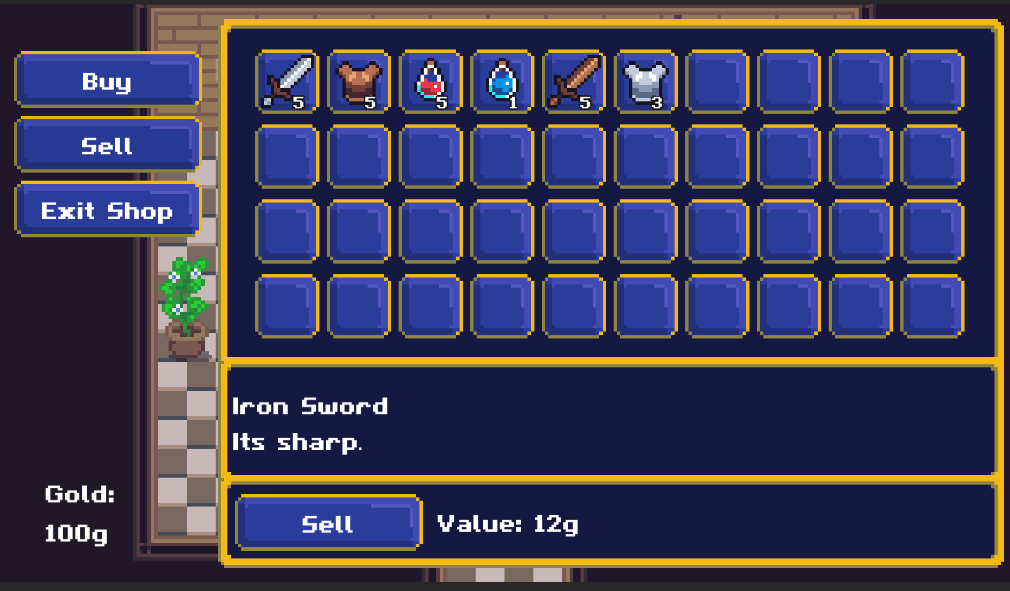 Buy
Sell
Exit Shop
5 5 5 1 5 3
Iron Sword
Its sharp.
Gold:
100g
Sell
Value: 12g